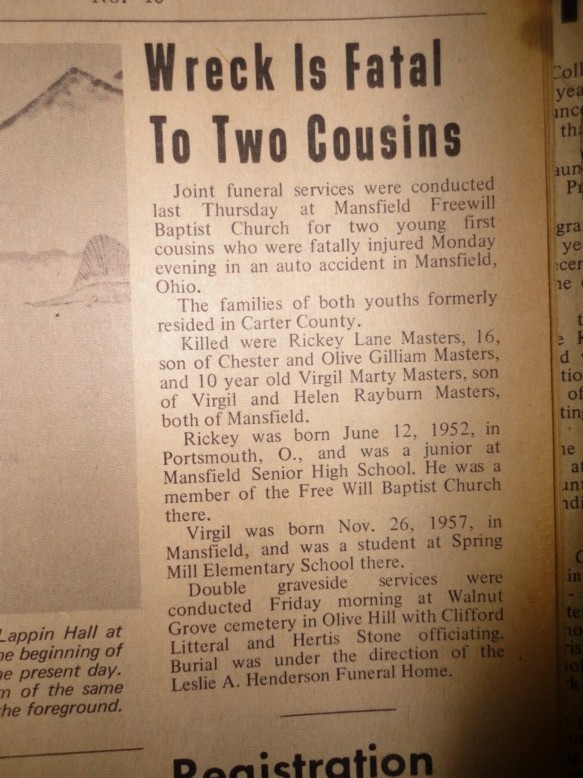 No. 40
Wreck Is Fatal
To Two Cousins
Joint funeral services were conducted
last Thursday at Mansfield Freewill
Baptist Church for two young first
cousins who were fatally injured Monday
evening in an auto accident in Mansfield,
Ohio.
The families of both youths formerly
resided in Carter County.
Killed were Rickey Lane Masters, 16,
son of Chester and Olive Gilliam Masters,
and 10 year old Virgil Marty Masters, son
of Virgil and Helen Rayburn Masters,
both of Mansfield.
Rickey was born June 12, 1952, in
Portsmouth, O., and was a junior at
Mansfield Senior High School. He was a
member of the Free Will Baptist Church
there.
Virgil was born Nov. 26, 1957, in
Mansfield, and was a student at Spring
Mill Elementary School there.
Double graveside services were
conducted Friday morning at Walnut
Grove cemetery in Olive Hill with Clifford
Litteral and Hertis Stone officiating.
Burial was under the direction of the
Leslie A. Henderson Funeral Home.
Lappin Hall at
he beginning of
e present day.
m of the same
the foreground.
Registration